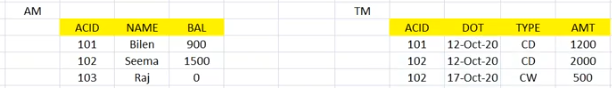 AM TM
ACID NAME BAL ACID DOT TYPE AMT
101 Bilen 900 101 12-Oct-20 CD 1200
102 Seema 1500 102 12-Oct-20 CD 2000
103 Raj 0 102 17-Oct-20 CW 500